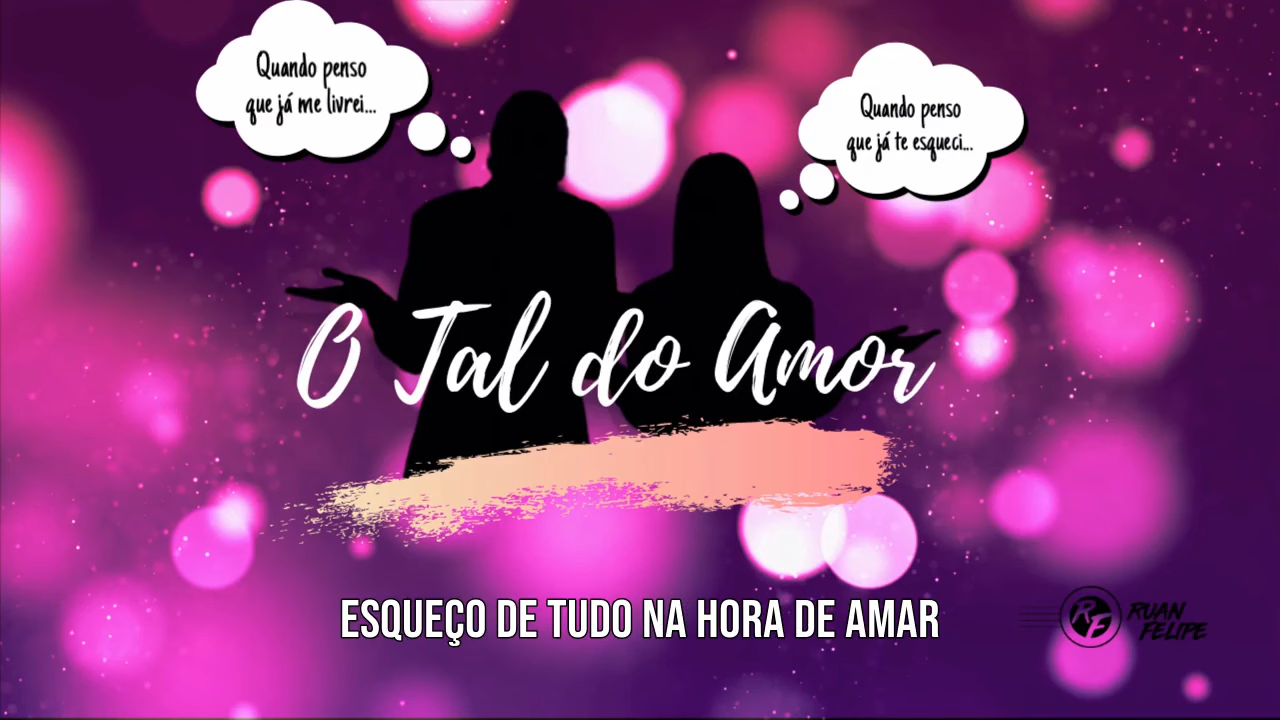 Quando penso
que já me livrei...
Quando penso
que já te esqueci...
O Tal do Amor
ESQUEÇO DE TUDO NA HORA DE AMAR
RF
RUAN
FELIPE